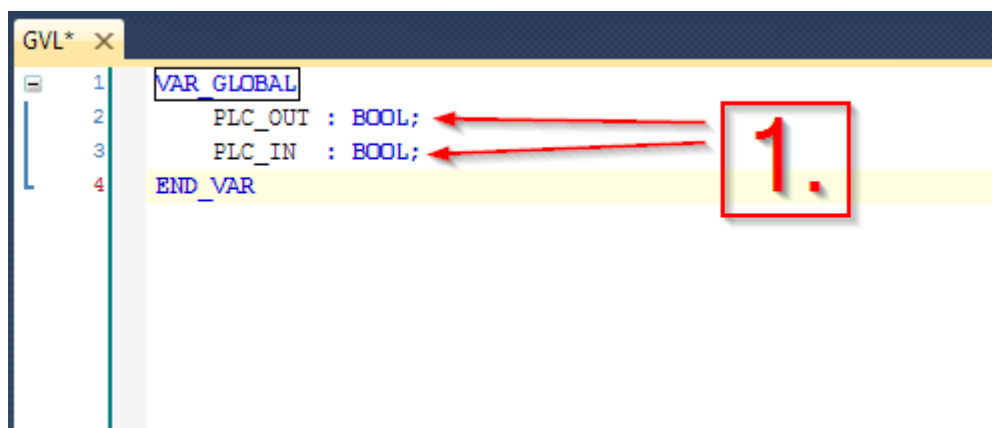 GVL*
1 VAR_GLOBAL
2 PLC_OUT : BOOL;
3 PLC_IN : BOOL;
4 END_VAR
1.